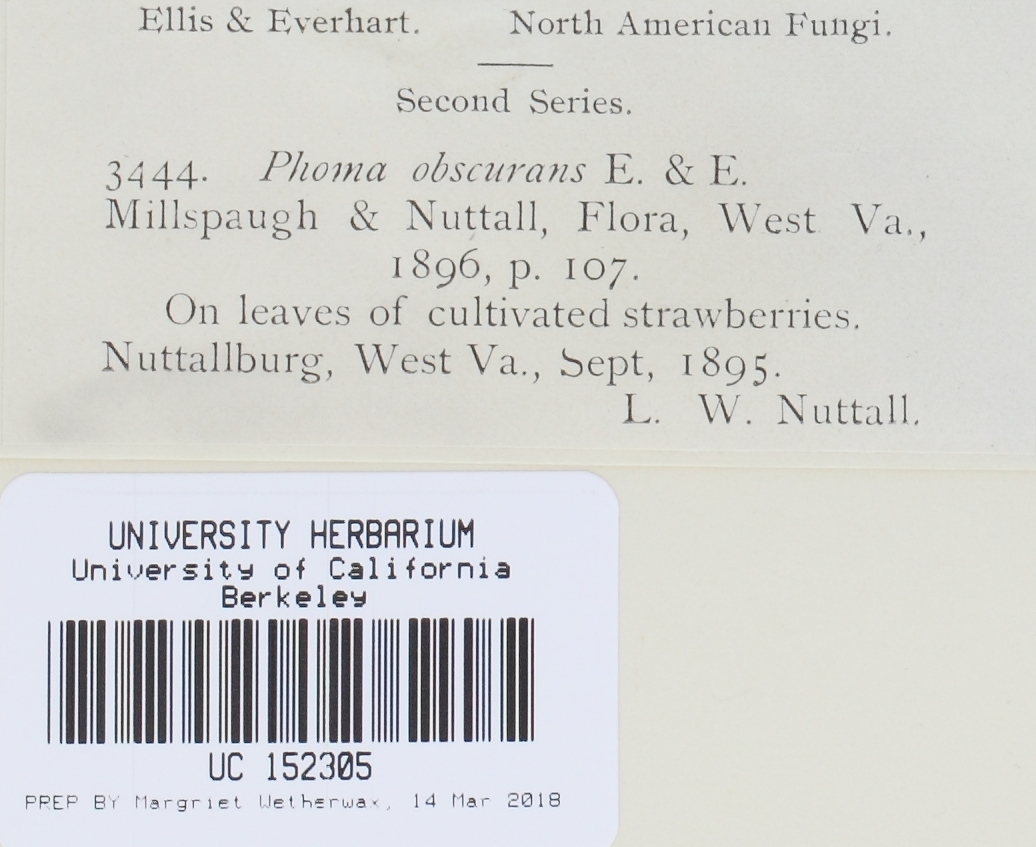 Ellis & Everhart. North American Fungi.
Second Series.
3444. Phoma obscurans E. & E.
Millspaugh & Nuttall, Flora, West Va.,
1896, p. 107.
On leaves of cultivated strawberries.
Nuttallburg, West Va., Sept, 1895.
L. W. Nuttall.
UNIVERSITY HERBARIUM
University of California
Berkeley
UC 152305
PREP BY Margriet Wetherwax, 14 Mar 2018